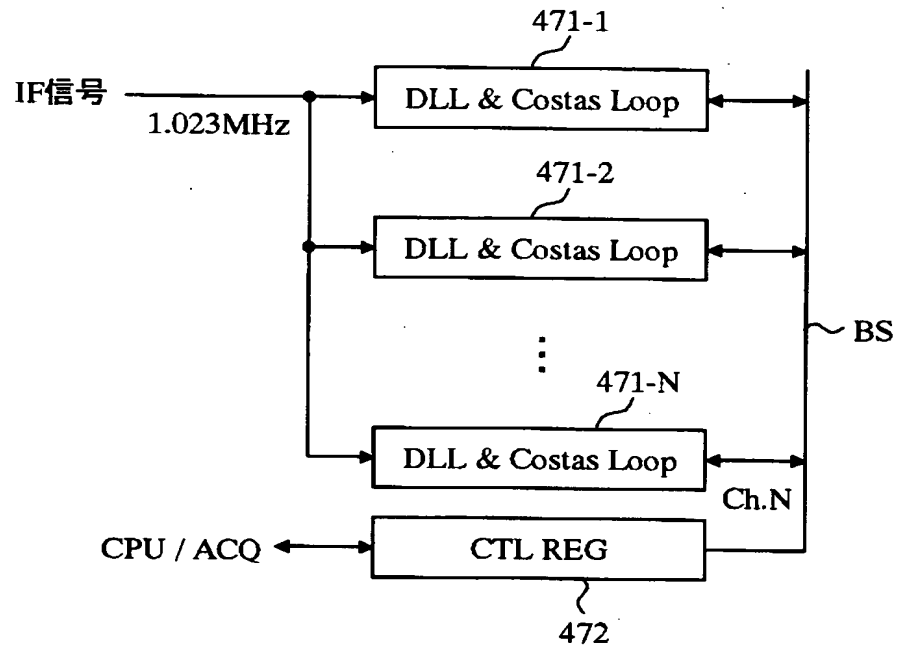 471-1
IF信号
DLL & Costas Loop
1.023MHz
471-2
DLL & Costas Loop
BS
⋮
471-N
DLL & Costas Loop
Ch.N
CPU / ACQ
CTL REG
472